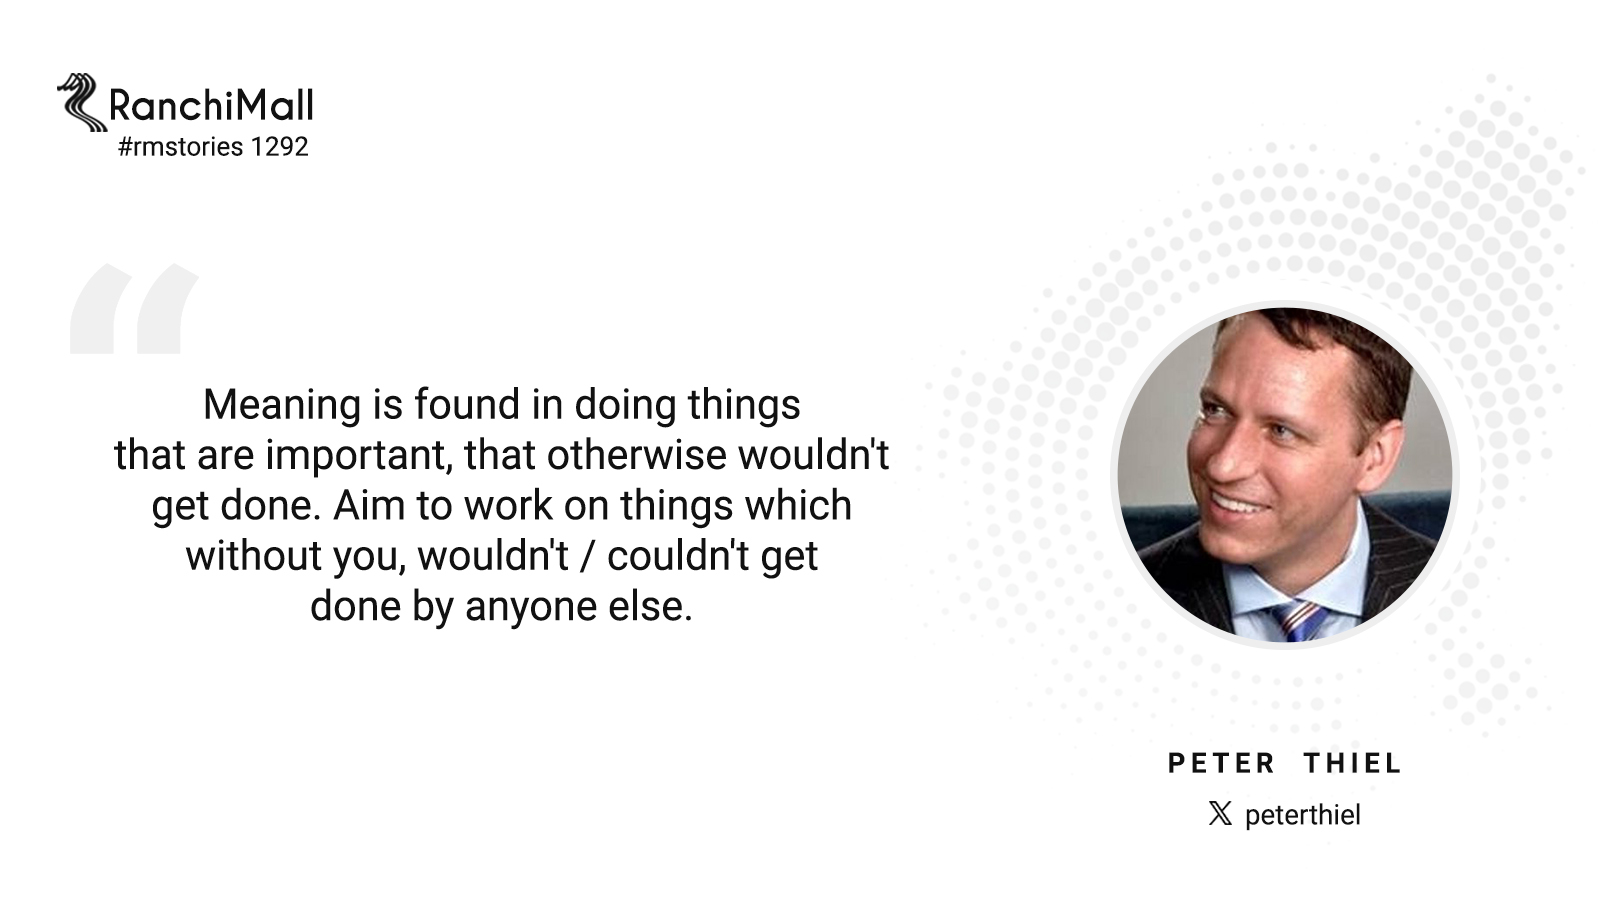 RanchiMall
#rmstories 1292
“
Meaning is found in doing things
that are important, that otherwise wouldn't
get done. Aim to work on things which
without you, wouldn't / couldn't get
done by anyone else.
PETER THIEL
𝕏 peterthiel